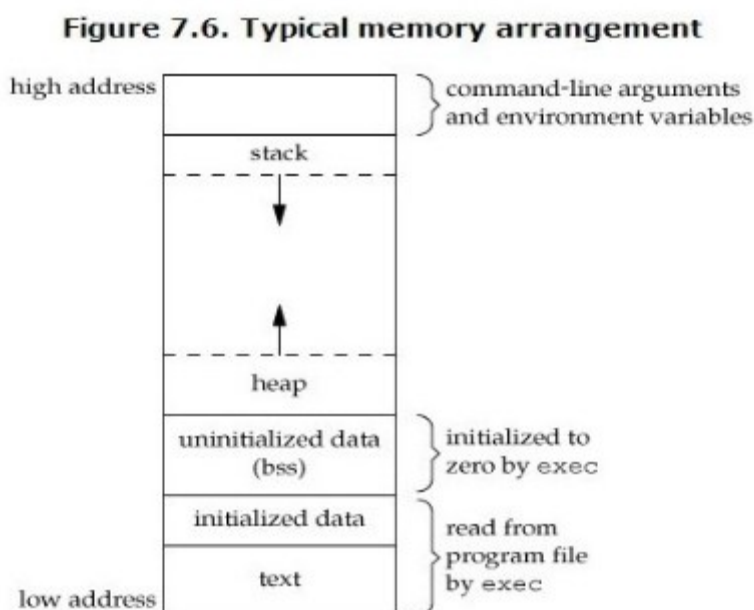 Figure 7.6. Typical memory arrangement
high address
command-line arguments
and environment variables
stack
heap
uninitialized data
(bss)
initialized to
zero by exec
initialized data
read from
program file
by exec
text
low address